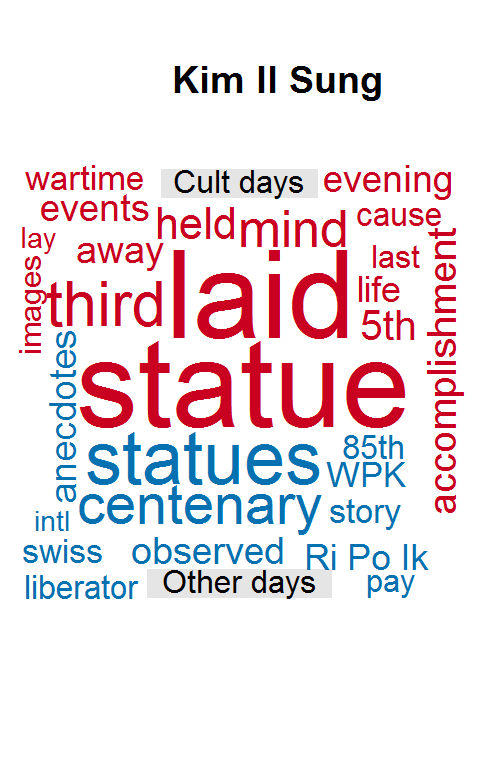 Kim Il Sung
wartime Cult days evening
events held mind cause
lay away last
images third laid life
5th accomplishment
statue
anecdotes statues 85th
WPK
centenary story
intl
swiss observed Ri Po Ik
liberator Other days pay